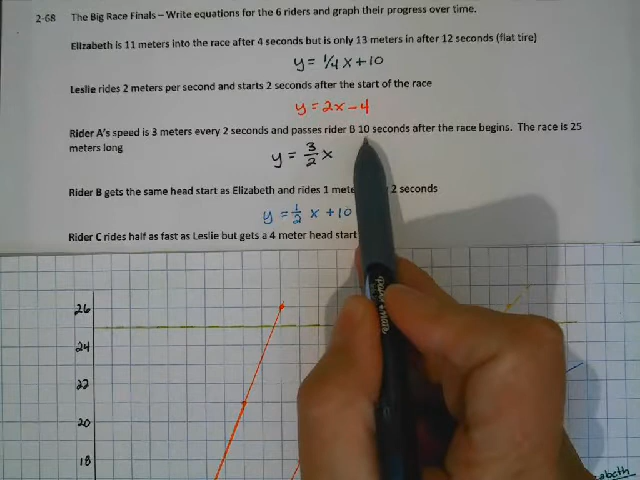 2-68 The Big Race Finals – Write equations for the 6 riders and graph their progress over time.
Elizabeth is 11 meters into the race after 4 seconds but is only 13 meters in after 12 seconds (flat tire)
y = 1/4 x + 10
Leslie rides 2 meters per second and starts 2 seconds after the start of the race
y = 2x - 4
Rider A's speed is 3 meters every 2 seconds and passes rider B 10 seconds after the race begins. The race is 25
meters long
y = 3/2 x
Rider B gets the same head start as Elizabeth and rides 1 2 seconds
y = 1/2 x + 10
Rider C rides half as fast as Leslie but gets a 4 meter head start
26
24
22
20
18